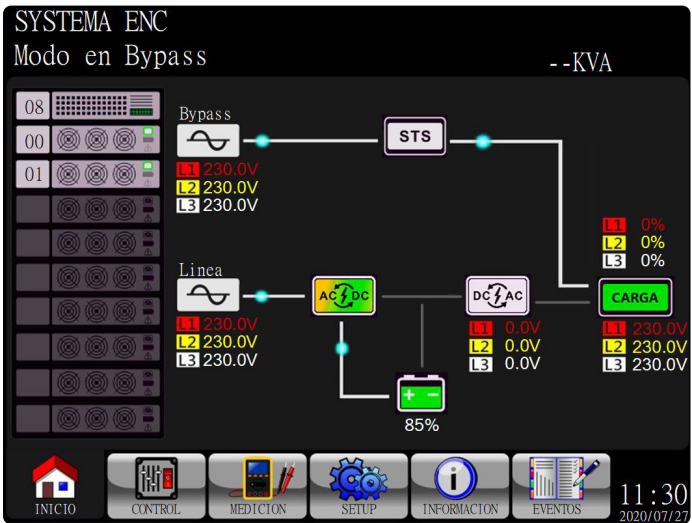 SYSTEMA ENC
Modo en Bypass
--KVA
08
00
01
Bypass
L1 230.0V
L2 230.0V
L3 230.0V
STS
L1 0%
L2 0%
L3 0%
Linea
L1 230.0V
L2 230.0V
L3 230.0V
AC DC
DC AC
L1 0.0V
L2 0.0V
L3 0.0V
CARGA
L1 230.0V
L2 230.0V
L3 230.0V
85%
INICIO
CONTROL
MEDICION
SETUP
INFORMACION
EVENTOS
11:30
2020/07/27